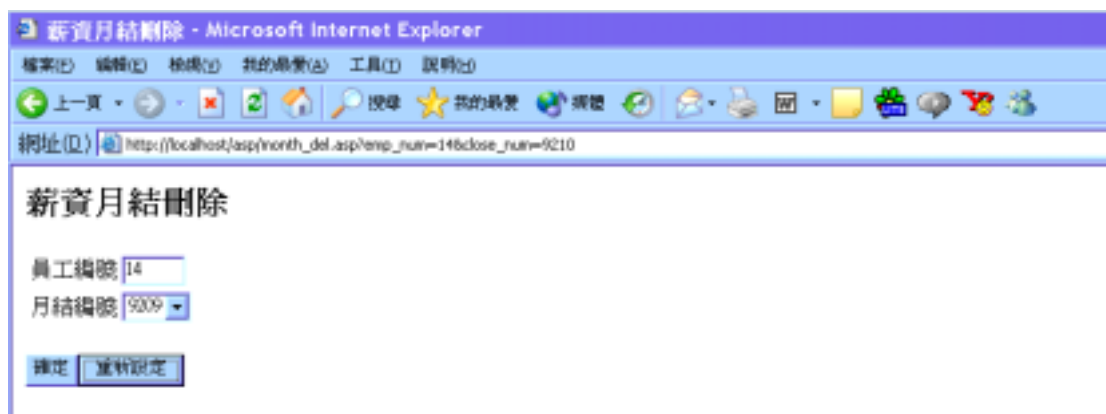 薪資月結刪除 - Microsoft Internet Explorer
檔案(F) 編輯(E) 檢視(V) 我的最愛(A) 工具(T) 說明(H)
上一頁 搜尋 我的最愛 媒體
網址(D) http://localhost/asp/month_del.asp?emp_num=14&close_num=9210
薪資月結刪除
員工編號 14
月結編號 9209
確定 重新設定